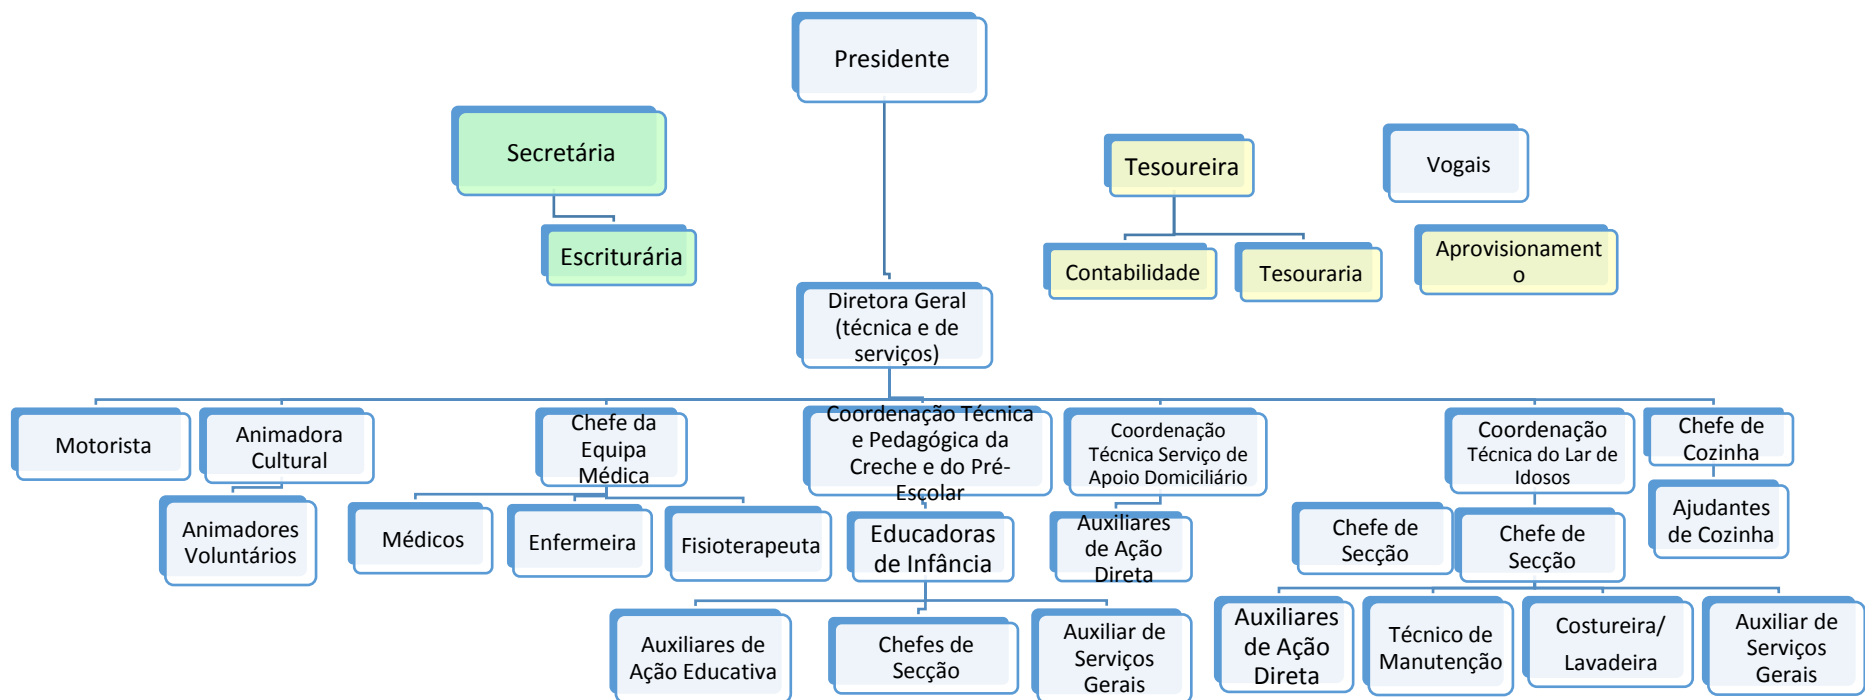 Presidente
Secretária
Tesoureira
Vogais
Escriturária
Contabilidade
Tesouraria
Aprovisionament
o
Diretora Geral
(técnica e de
serviços)
Motorista
Animadora
Cultural
Chefe da
Equipa
Médica
Coordenação Técnica
e Pedagógica da
Creche e do Pré-
Escolar
Coordenação
Técnica Serviço de
Apoio Domiciliário
Coordenação
Técnica do Lar de
Idosos
Chefe de
Cozinha
Animadores
Voluntários
Médicos
Enfermeira
Fisioterapeuta
Educadoras
de Infância
Auxiliares
de Ação
Direta
Chefe de
Secção
Chefe de
Secção
Ajudantes
de Cozinha
Auxiliares de
Ação Educativa
Chefes de
Secção
Auxiliar de
Serviços
Gerais
Auxiliares
de Ação
Direta
Técnico de
Manutenção
Costureira/
Lavadeira
Auxiliar de
Serviços
Gerais